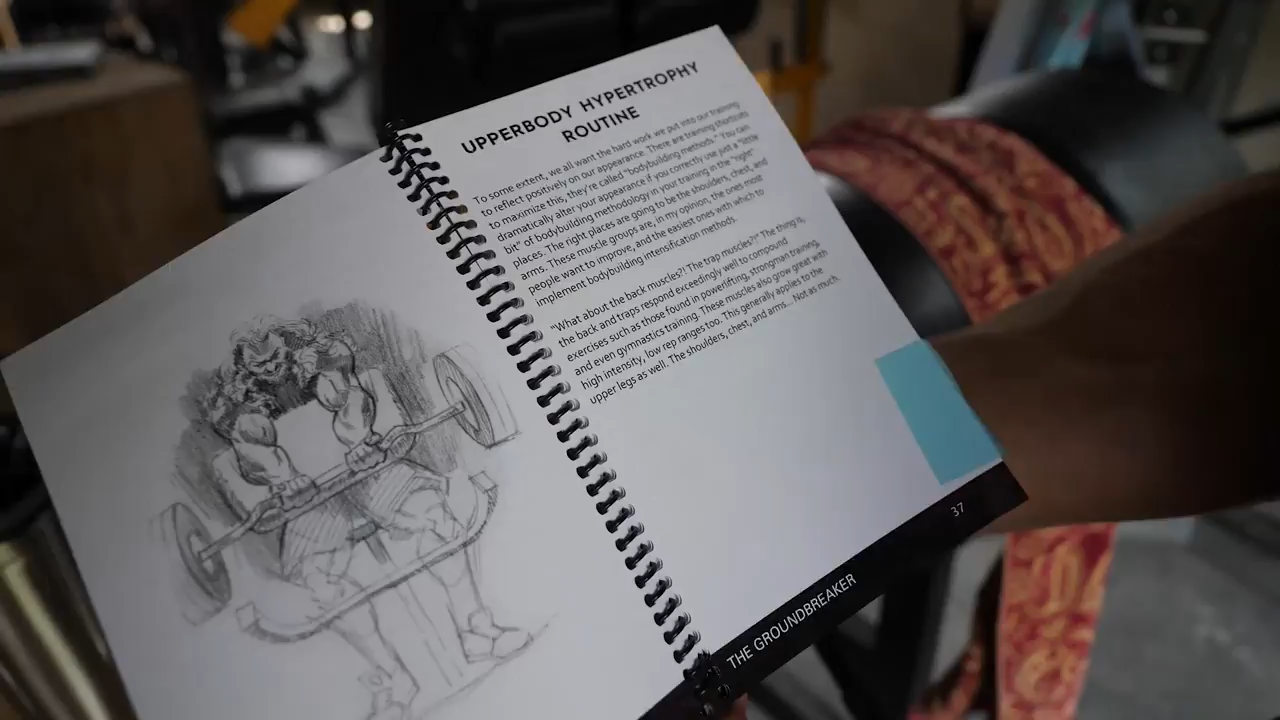 UPPERBODY HYPERTROPHY
ROUTINE
To some extent, we all want the hard work we put into our training
to reflect positively on our appearance. There are training shortcuts
to maximize this, they're called "bodybuilding methods." You can
dramatically alter your appearance if you correctly use just a "little
bit" of bodybuilding methodology in your training in the "right"
places. The right places are going to be the shoulders, chest, and
arms. These muscle groups are, in my opinion, the ones most
people want to improve, and the easiest ones with which to
implement bodybuilding intensification methods.
"What about the back muscles?! The trap muscles?!" The thing is,
the back and traps respond exceedingly well to compound
exercises such as those found in powerlifting, strongman training,
and even gymnastics training. These muscles also grow great with
high intensity, low rep ranges too. This generally applies to the
upper legs as well. The shoulders, chest, and arms... Not as much.
37
THE GROUNDBREAKER